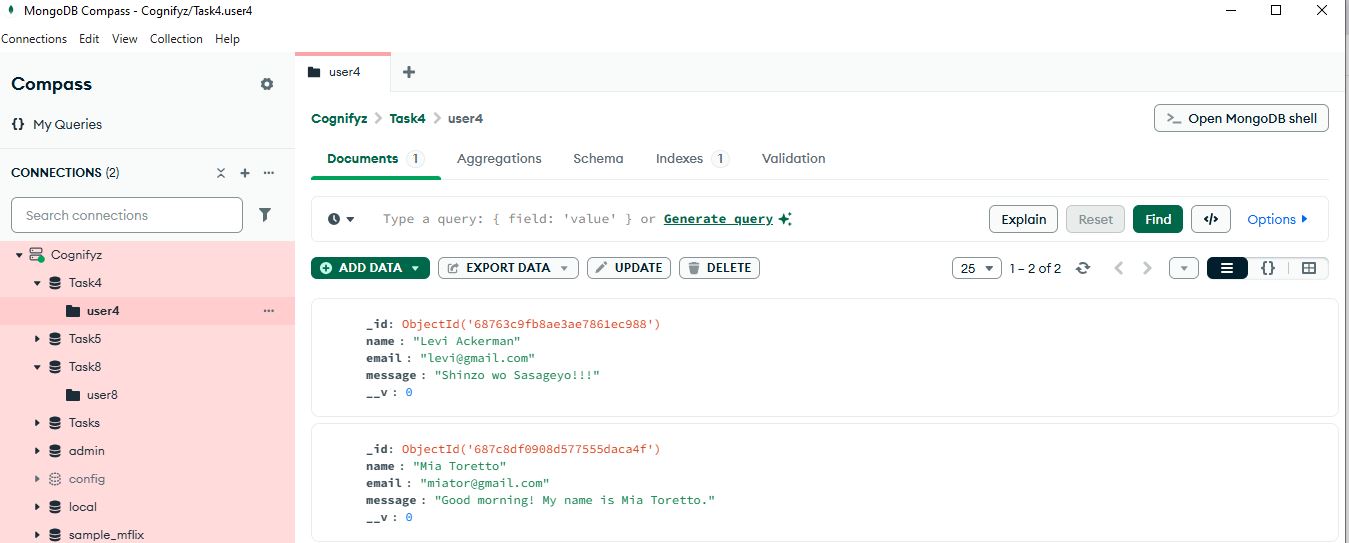 MongoDB Compass - Cognifyz/Task4.user4
Connections Edit View Collection Help
Compass
My Queries
CONNECTIONS (2)
Search connections
Cognifyz
Task4
user4
Task5
Task8
user8
Tasks
admin
config
local
sample_mflix
user4
Cognifyz > Task4 > user4
>_ Open MongoDB shell
Documents 1 Aggregations Schema Indexes 1 Validation
Type a query: { field: 'value' } or Generate query
Explain Reset Find </> Options
ADD DATA EXPORT DATA UPDATE DELETE
25 1 – 2 of 2 {}
_id: ObjectId('68763c9fb8ae3ae7861ec988')
name : "Levi Ackerman"
email : "levi@gmail.com"
message : "Shinzo wo Sasageyo!!!"
__v : 0
_id: ObjectId('687c8df0908d577555daca4f')
name : "Mia Toretto"
email : "miator@gmail.com"
message : "Good morning! My name is Mia Toretto."
__v : 0